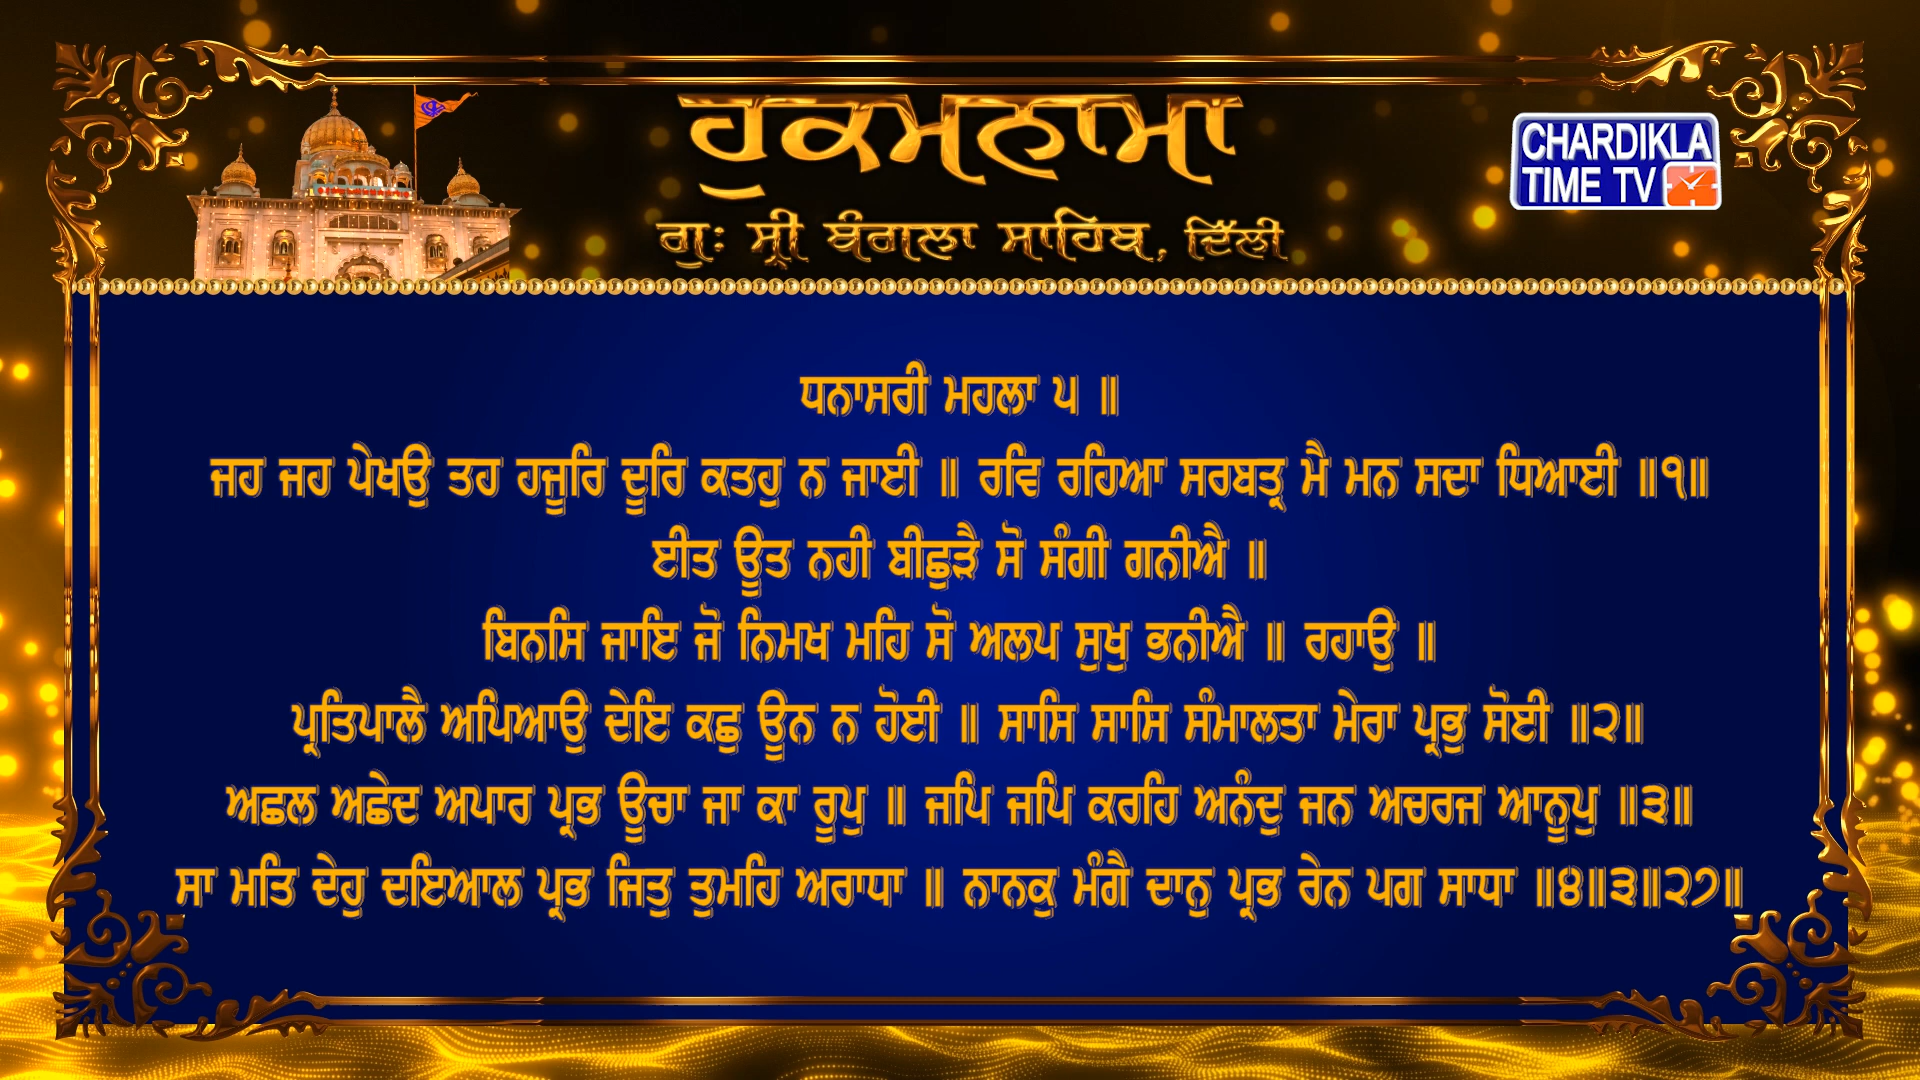 ਹੁਕਮਨਾਮਾ
CHARDIKLA
TIME TV
ਗੁਃ ਸ੍ਰੀ ਬੰਗਲਾ ਸਾਹਿਬ, ਦਿੱਲੀ
ਧਨਾਸਰੀ ਮਹਲਾ ੫ ॥
ਜਹ ਜਹ ਪੇਖਉ ਤਹ ਹਜੂਰਿ ਦੂਰਿ ਕਤਹੁ ਨ ਜਾਈ ॥ ਰਵਿ ਰਹਿਆ ਸਰਬਤ੍ਰ ਮੈ ਮਨ ਸਦਾ ਧਿਆਈ ॥੧॥
ਈਤ ਊਤ ਨਹੀ ਬੀਛੁੜੈ ਸੋ ਸੰਗੀ ਗਨੀਐ ॥
ਬਿਨਸਿ ਜਾਇ ਜੋ ਨਿਮਖ ਮਹਿ ਸੋ ਅਲਪ ਸੁਖੁ ਭਨੀਐ ॥ ਰਹਾਉ ॥
ਪ੍ਰਤਿਪਾਲੈ ਅਪਿਆਉ ਦੇਇ ਕਛੁ ਊਨ ਨ ਹੋਈ ॥ ਸਾਸਿ ਸਾਸਿ ਸੰਮਾਲਤਾ ਮੇਰਾ ਪ੍ਰਭੁ ਸੋਈ ॥੨॥
ਅਛਲ ਅਛੇਦ ਅਪਾਰ ਪ੍ਰਭ ਊਚਾ ਜਾ ਕਾ ਰੂਪੁ ॥ ਜਪਿ ਜਪਿ ਕਰਹਿ ਅਨੰਦੁ ਜਨ ਅਚਰਜ ਆਨੂਪੁ ॥੩॥
ਸਾ ਮਤਿ ਦੇਹੁ ਦਇਆਲ ਪ੍ਰਭ ਜਿਤੁ ਤੁਮਹਿ ਅਰਾਧਾ ॥ ਨਾਨਕੁ ਮੰਗੈ ਦਾਨੁ ਪ੍ਰਭ ਰੇਨ ਪਗ ਸਾਧਾ ॥੪॥੩॥੨੭॥